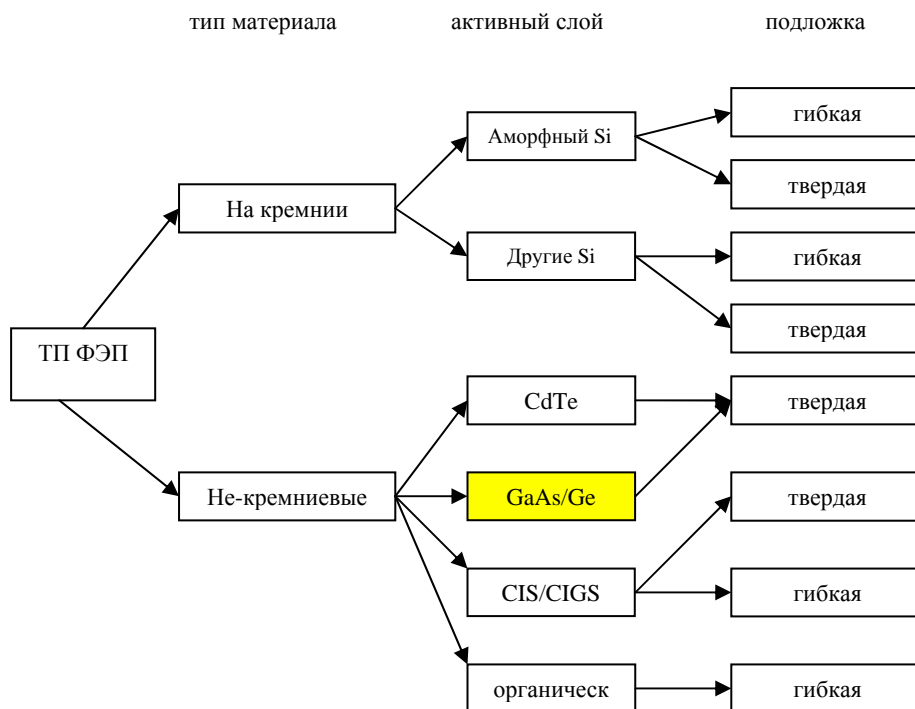 тип материала
активный слой
подложка
гибкая
Аморфный Si
твердая
На кремнии
Другие Si
гибкая
твердая
ТП ФЭП
CdTe
твердая
Не-кремниевые
GaAs/Ge
твердая
CIS/CIGS
гибкая
органическ
гибкая